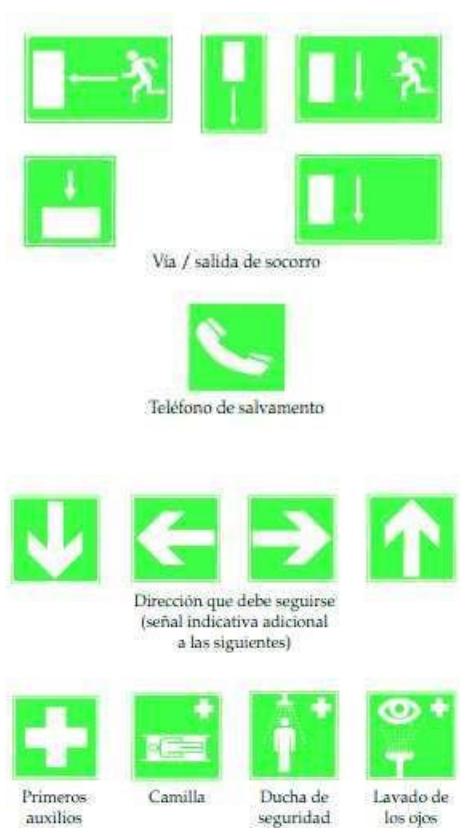 Vía / salida de socorro
Teléfono de salvamento
Dirección que debe seguirse
(señal indicativa adicional
a las siguientes)
Primeros
auxilios
Camilla
Ducha de
seguridad
Lavado de
los ojos